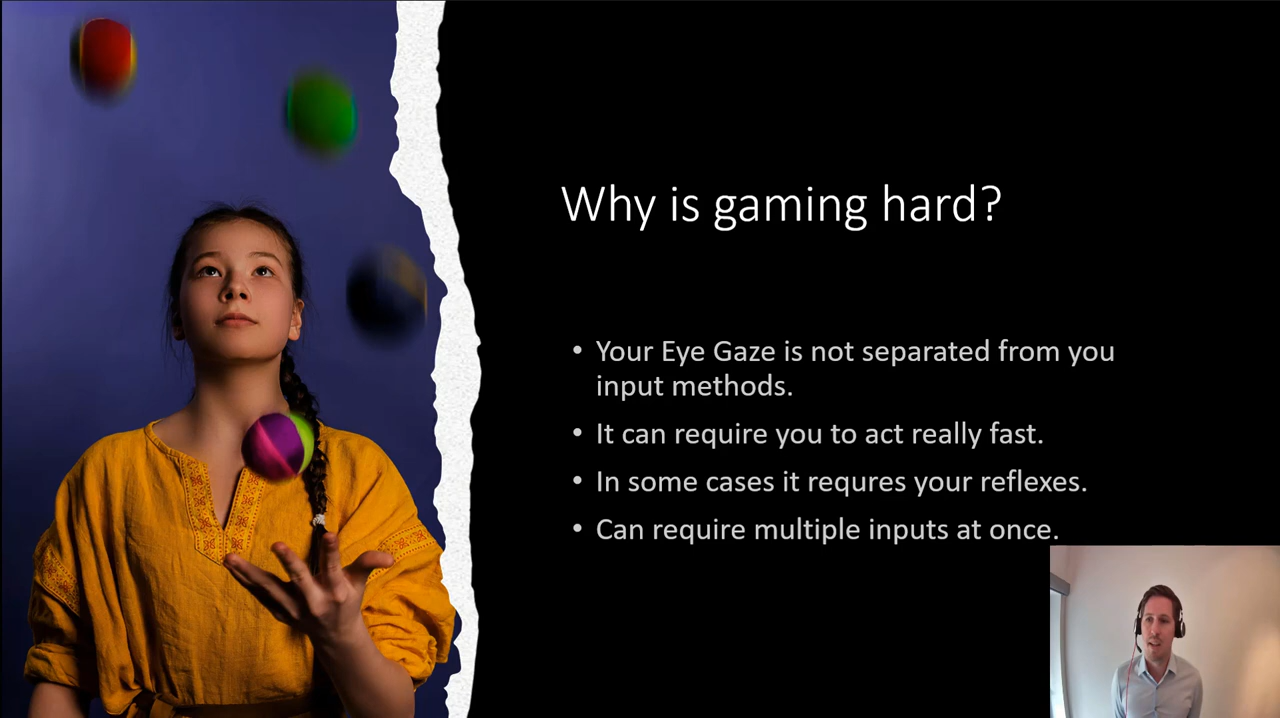 Why is gaming hard?
• Your Eye Gaze is not separated from you
input methods.
• It can require you to act really fast.
• In some cases it requres your reflexes.
• Can require multiple inputs at once.